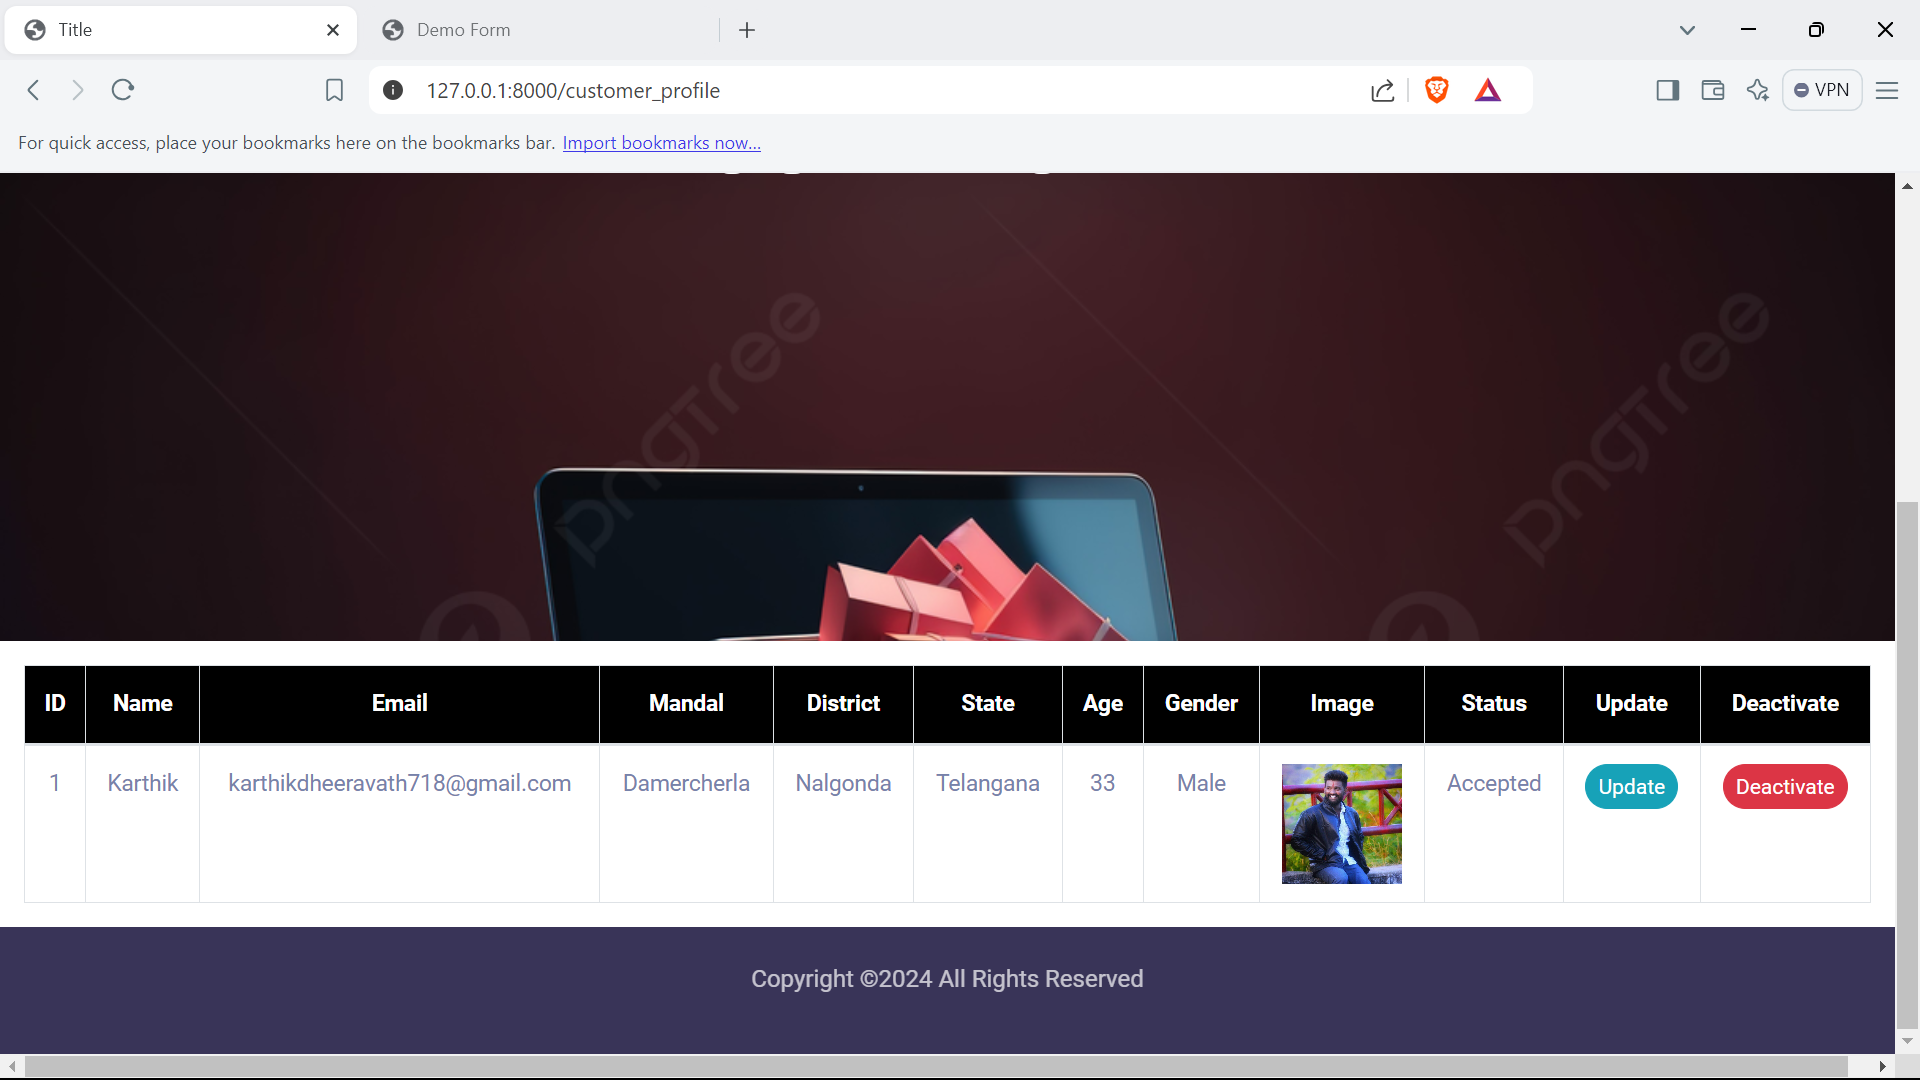 Title
Demo Form
127.0.0.1:8000/customer_profile
VPN
For quick access, place your bookmarks here on the bookmarks bar. Import bookmarks now...
pngtree
pngtree
ID Name Email Mandal District State Age Gender Image Status Update Deactivate
1 Karthik karthikdheeravath718@gmail.com Damercherla Nalgonda Telangana 33 Male Accepted Update Deactivate
Copyright ©2024 All Rights Reserved